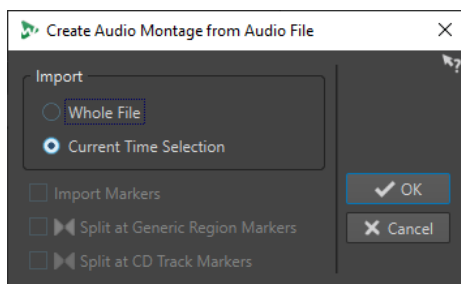 Create Audio Montage from Audio File
Import
Whole File
Current Time Selection
Import Markers
Split at Generic Region Markers
Split at CD Track Markers
OK
Cancel